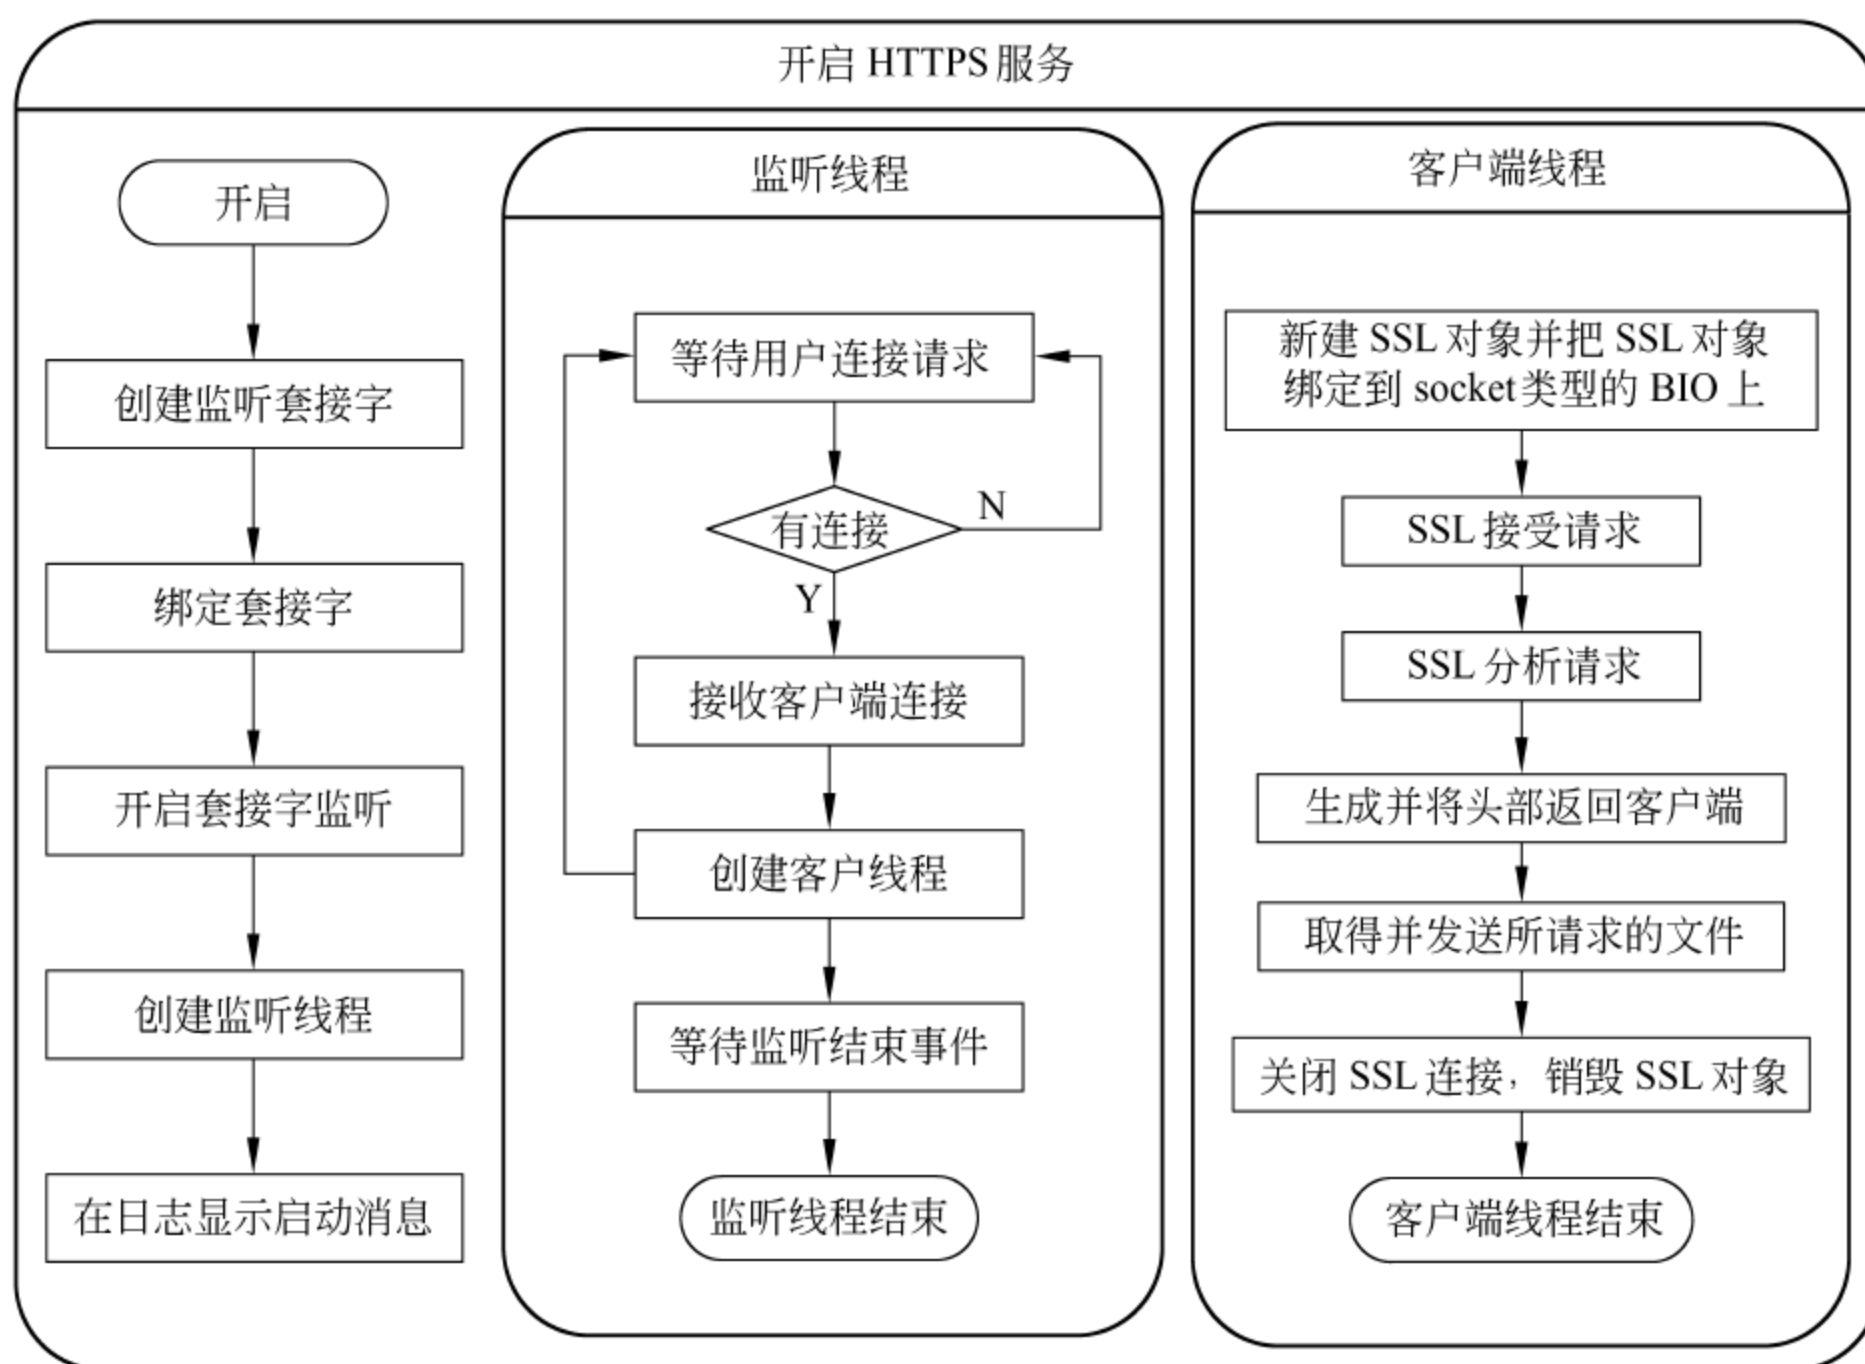 开启 HTTPS 服务
开启
创建监听套接字
绑定套接字
开启套接字监听
创建监听线程
在日志显示启动消息
监听线程
等待用户连接请求
有连接
N
Y
接收客户端连接
创建客户线程
等待监听结束事件
监听线程结束
客户端线程
新建 SSL 对象并把 SSL 对象
绑定到 socket 类型的 BIO 上
SSL 接受请求
SSL 分析请求
生成并将头部返回客户端
取得并发送所请求的文件
关闭 SSL 连接，销毁 SSL 对象
客户端线程结束